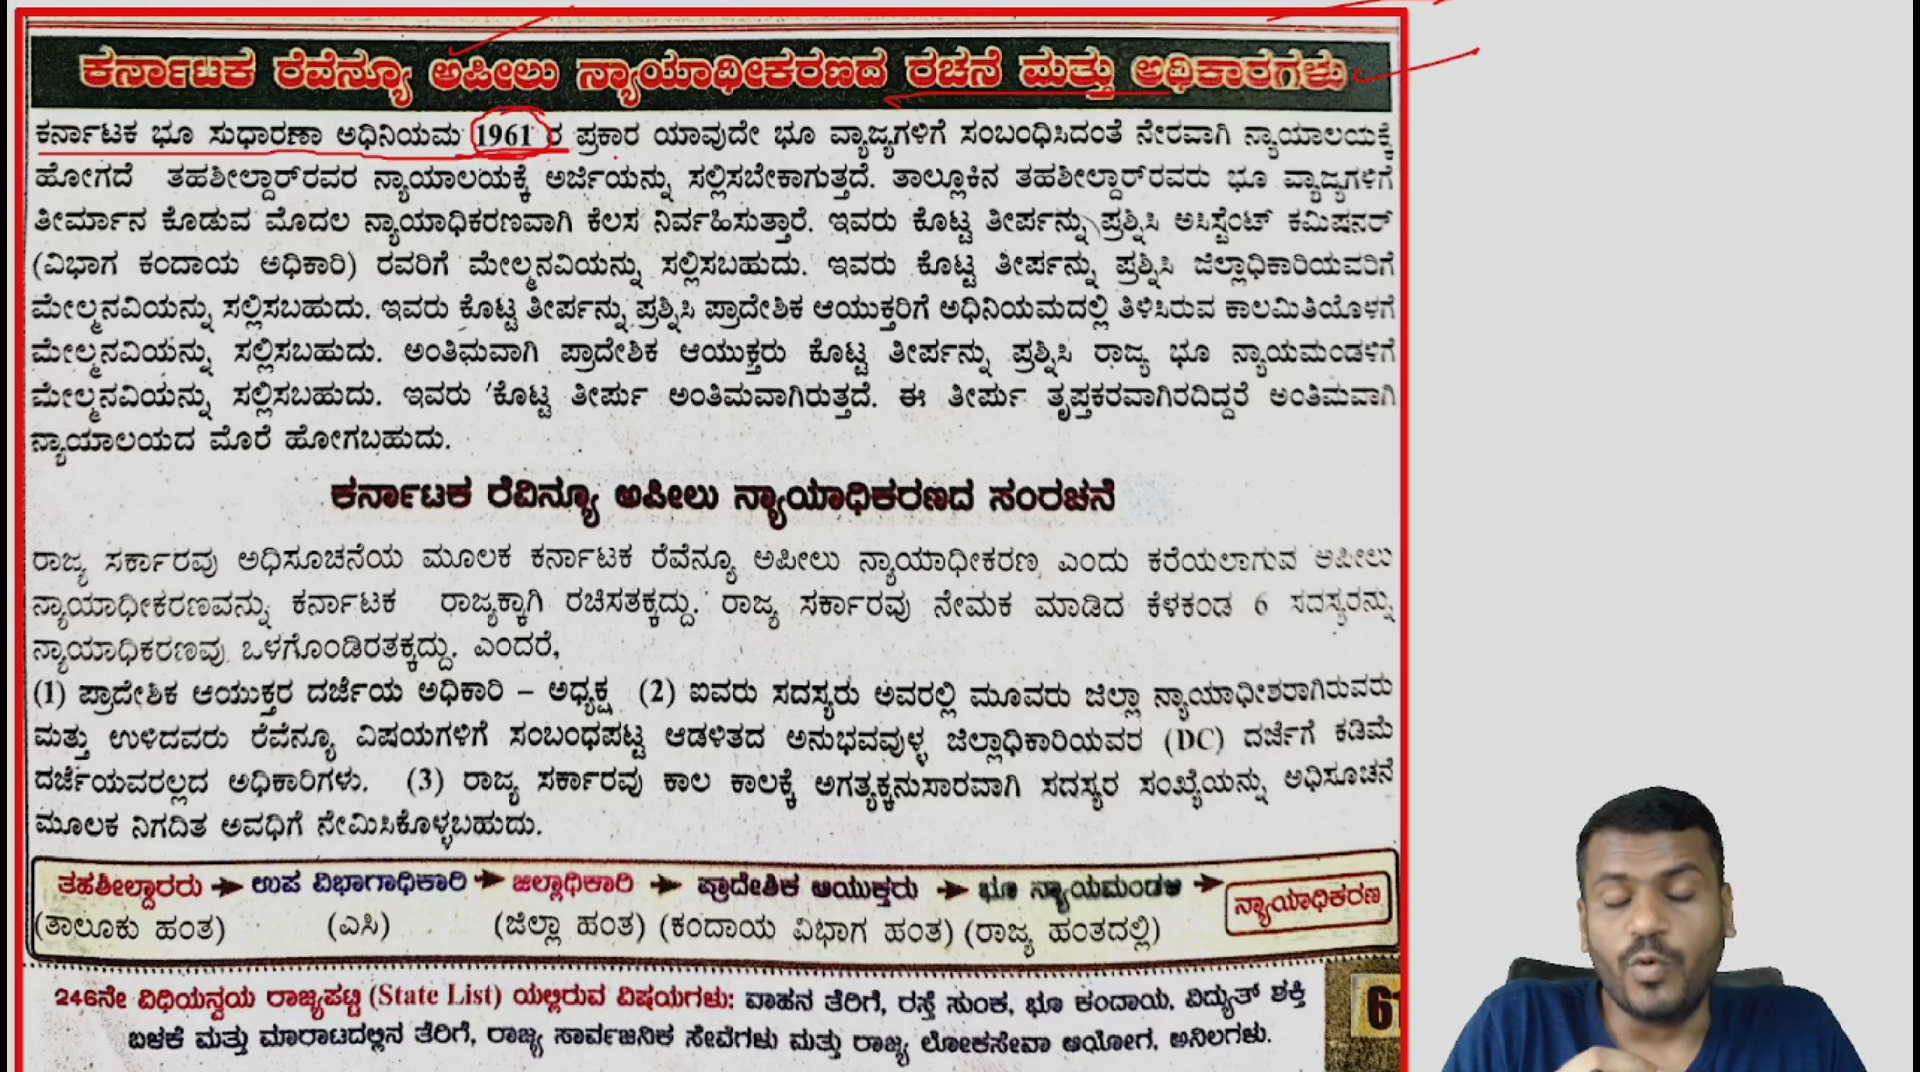 ಕರ್ನಾಟಕ ರೆವೆನ್ಯೂ ಅಪೀಲು ನ್ಯಾಯಾಧೀಕರಣದ ರಚನೆ ಮತ್ತು ಅಧಿಕಾರಗಳು
ಕರ್ನಾಟಕ ಭೂ ಸುಧಾರಣಾ ಅಧಿನಿಯಮ 1961 ರ ಪ್ರಕಾರ ಯಾವುದೇ ಭೂ ವ್ಯಾಜ್ಯಗಳಿಗೆ ಸಂಬಂಧಿಸಿದಂತೆ ನೇರವಾಗಿ ನ್ಯಾಯಾಲಯಕ್ಕೆ
ಹೋಗದೆ ತಹಶೀಲ್ದಾರ್‌ರವರ ನ್ಯಾಯಾಲಯಕ್ಕೆ ಅರ್ಜಿಯನ್ನು ಸಲ್ಲಿಸಬೇಕಾಗುತ್ತದೆ. ತಾಲ್ಲೂಕಿನ ತಹಶೀಲ್ದಾರ್‌ರವರು ಭೂ ವ್ಯಾಜ್ಯಗಳಿಗೆ
ತೀರ್ಮಾನ ಕೊಡುವ ಮೊದಲ ನ್ಯಾಯಾಧಿಕರಣವಾಗಿ ಕೆಲಸ ನಿರ್ವಹಿಸುತ್ತಾರೆ. ಇವರು ಕೊಟ್ಟ ತೀರ್ಪನ್ನು ಪ್ರಶ್ನಿಸಿ ಅಸಿಸ್ಟೆಂಟ್ ಕಮಿಷನರ್
(ವಿಭಾಗ ಕಂದಾಯ ಅಧಿಕಾರಿ) ರವರಿಗೆ ಮೇಲ್ಮನವಿಯನ್ನು ಸಲ್ಲಿಸಬಹುದು. ಇವರು ಕೊಟ್ಟ ತೀರ್ಪನ್ನು ಪ್ರಶ್ನಿಸಿ ಜಿಲ್ಲಾಧಿಕಾರಿಯವರಿಗೆ
ಮೇಲ್ಮನವಿಯನ್ನು ಸಲ್ಲಿಸಬಹುದು. ಇವರು ಕೊಟ್ಟ ತೀರ್ಪನ್ನು ಪ್ರಶ್ನಿಸಿ ಪ್ರಾದೇಶಿಕ ಆಯುಕ್ತರಿಗೆ ಅಧಿನಿಯಮದಲ್ಲಿ ತಿಳಿಸಿರುವ ಕಾಲಮಿತಿಯೊಳಗೆ
ಮೇಲ್ಮನವಿಯನ್ನು ಸಲ್ಲಿಸಬಹುದು. ಅಂತಿಮವಾಗಿ ಪ್ರಾದೇಶಿಕ ಆಯುಕ್ತರು ಕೊಟ್ಟ ತೀರ್ಪನ್ನು ಪ್ರಶ್ನಿಸಿ ರಾಜ್ಯ ಭೂ ನ್ಯಾಯಮಂಡಳಿಗೆ
ಮೇಲ್ಮನವಿಯನ್ನು ಸಲ್ಲಿಸಬಹುದು. ಇವರು 'ಕೊಟ್ಟ ತೀರ್ಪು ಅಂತಿಮವಾಗಿರುತ್ತದೆ. ಈ ತೀರ್ಪು ತೃಪ್ತಕರವಾಗಿರದಿದ್ದರೆ ಅಂತಿಮವಾಗಿ
ನ್ಯಾಯಾಲಯದ ಮೊರೆ ಹೋಗಬಹುದು.
ಕರ್ನಾಟಕ ರೆವಿನ್ಯೂ ಅಪೀಲು ನ್ಯಾಯಾಧಿಕರಣದ ಸಂರಚನೆ
ರಾಜ್ಯ ಸರ್ಕಾರವು ಅಧಿಸೂಚನೆಯ ಮೂಲಕ ಕರ್ನಾಟಕ ರೆವೆನ್ಯೂ ಅಪೀಲು ನ್ಯಾಯಾಧೀಕರಣ ಎಂದು ಕರೆಯಲಾಗುವ ಅಪೀಲು
ನ್ಯಾಯಾಧೀಕರಣವನ್ನು ಕರ್ನಾಟಕ ರಾಜ್ಯಕ್ಕಾಗಿ ರಚಿಸತಕ್ಕದ್ದು. ರಾಜ್ಯ ಸರ್ಕಾರವು ನೇಮಕ ಮಾಡಿದ ಕೆಳಕಂಡ 6 ಸದಸ್ಯರನ್ನು
ನ್ಯಾಯಾಧಿಕರಣವು ಒಳಗೊಂಡಿರತಕ್ಕದ್ದು. ಎಂದರೆ,
(1) ಪ್ರಾದೇಶಿಕ ಆಯುಕ್ತರ ದರ್ಜೆಯ ಅಧಿಕಾರಿ – ಅಧ್ಯಕ್ಷ (2) ಐವರು ಸದಸ್ಯರು ಅವರಲ್ಲಿ ಮೂವರು ಜಿಲ್ಲಾ ನ್ಯಾಯಾಧೀಶರಾಗಿರುವರು
ಮತ್ತು ಉಳಿದವರು ರೆವೆನ್ಯೂ ವಿಷಯಗಳಿಗೆ ಸಂಬಂಧಪಟ್ಟ ಆಡಳಿತದ ಅನುಭವವುಳ್ಳ ಜಿಲ್ಲಾಧಿಕಾರಿಯವರ (DC) ದರ್ಜೆಗೆ ಕಡಿಮೆ
ದರ್ಜೆಯವರಲ್ಲದ ಅಧಿಕಾರಿಗಳು. (3) ರಾಜ್ಯ ಸರ್ಕಾರವು ಕಾಲ ಕಾಲಕ್ಕೆ ಅಗತ್ಯಕ್ಕನುಸಾರವಾಗಿ ಸದಸ್ಯರ ಸಂಖ್ಯೆಯನ್ನು ಅಧಿಸೂಚನೆ
ಮೂಲಕ ನಿಗದಿತ ಅವಧಿಗೆ ನೇಮಿಸಿಕೊಳ್ಳಬಹುದು.
ತಹಶೀಲ್ದಾರರು ➔ ಉಪ ವಿಭಾಗಾಧಿಕಾರಿ ➔ ಜಿಲ್ಲಾಧಿಕಾರಿ ➔ ಪ್ರಾದೇಶಿಕ ಆಯುಕ್ತರು ➔ ಭೂ ನ್ಯಾಯಮಂಡಳಿ ➔ ನ್ಯಾಯಾಧಿಕರಣ
(ತಾಲೂಕು ಹಂತ) (ಎಸಿ) (ಜಿಲ್ಲಾ ಹಂತ) (ಕಂದಾಯ ವಿಭಾಗ ಹಂತ) (ರಾಜ್ಯ ಹಂತದಲ್ಲಿ)
246ನೇ ವಿಧಿಯನ್ವಯ ರಾಜ್ಯಪಟ್ಟಿ (State List) ಯಲ್ಲಿರುವ ವಿಷಯಗಳು: ವಾಹನ ತೆರಿಗೆ, ರಸ್ತೆ ಸುಂಕ, ಭೂ ಕಂದಾಯ, ವಿದ್ಯುತ್ ಶಕ್ತಿ
ಬಳಕೆ ಮತ್ತು ಮಾರಾಟದಲ್ಲಿನ ತೆರಿಗೆ, ರಾಜ್ಯ ಸಾರ್ವಜನಿಕ ಸೇವೆಗಳು ಮತ್ತು ರಾಜ್ಯ ಲೋಕಸೇವಾ ಆಯೋಗ, ಅನಿಲಗಳು.